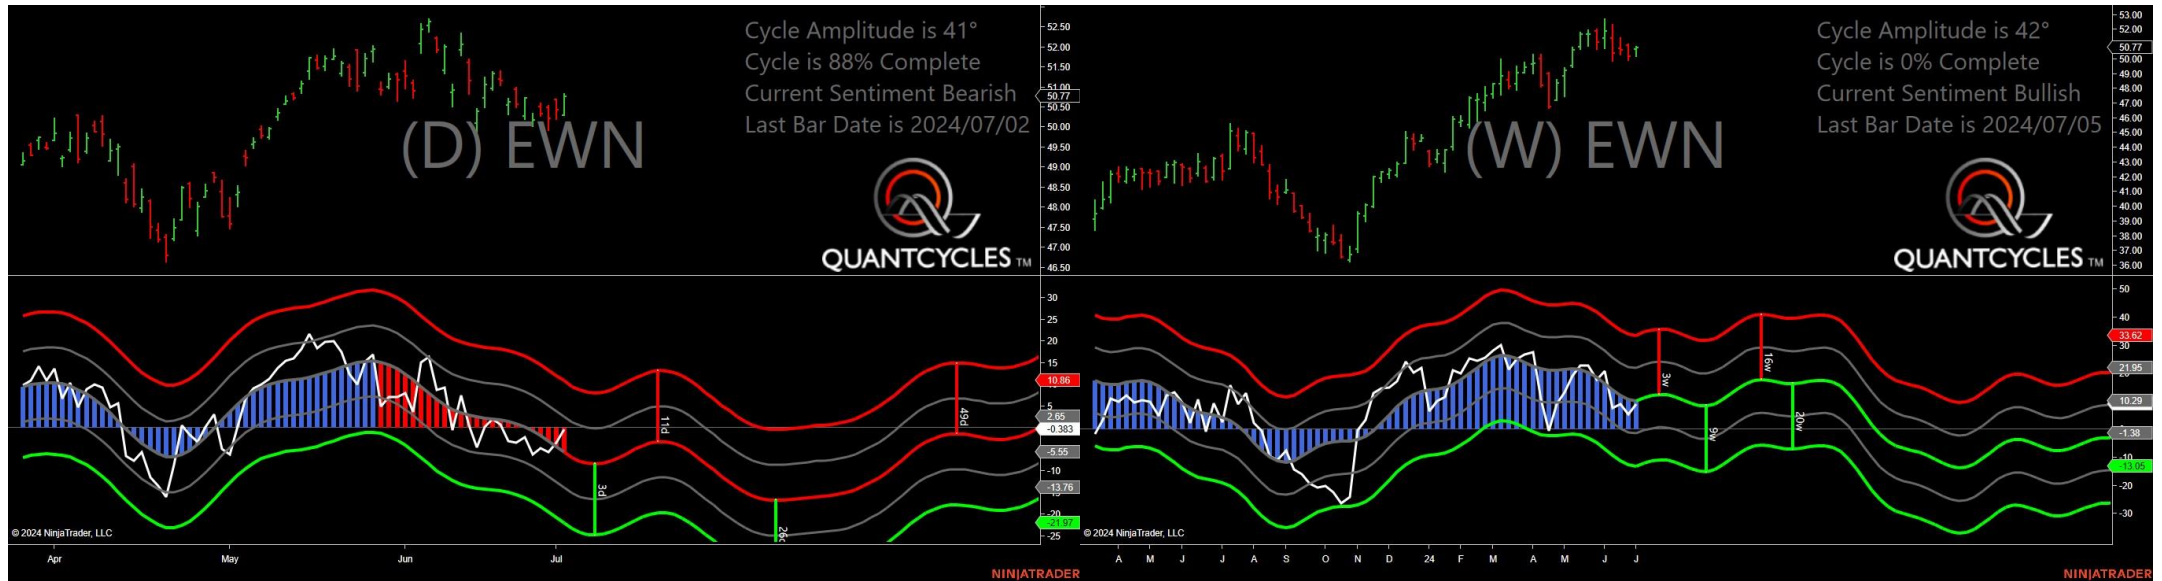 Cycle Amplitude is 41°
Cycle is 88% Complete
Current Sentiment Bearish
Last Bar Date is 2024/07/02
(D) EWN
QUANTCYCLES TM
52.50
52.00
51.50
51.00
50.77
50.50
50.00
49.50
49.00
48.50
48.00
47.50
47.00
46.50
30
25
20
15
10.86
5
2.65
-0.383
-5.55
-10
-13.76
-20
-21.97
-25
11d
49d
3d
© 2024 NinjaTrader, LLC
Apr
May
Jun
Jul
NINJATRADER
Cycle Amplitude is 42°
Cycle is 0% Complete
Current Sentiment Bullish
Last Bar Date is 2024/07/05
(W) EWN
QUANTCYCLES TM
53.00
52.00
50.77
50.00
49.00
48.00
47.00
46.00
45.00
44.00
43.00
42.00
41.00
40.00
39.00
38.00
37.00
36.00
50
40
33.62
30
21.95
10.29
-1.38
-10
-13.05
-20
-30
3w
16w
9w
20w
© 2024 NinjaTrader, LLC
A
M
J
J
A
S
O
N
D
24
F
M
A
M
J
J
NINJATRADER